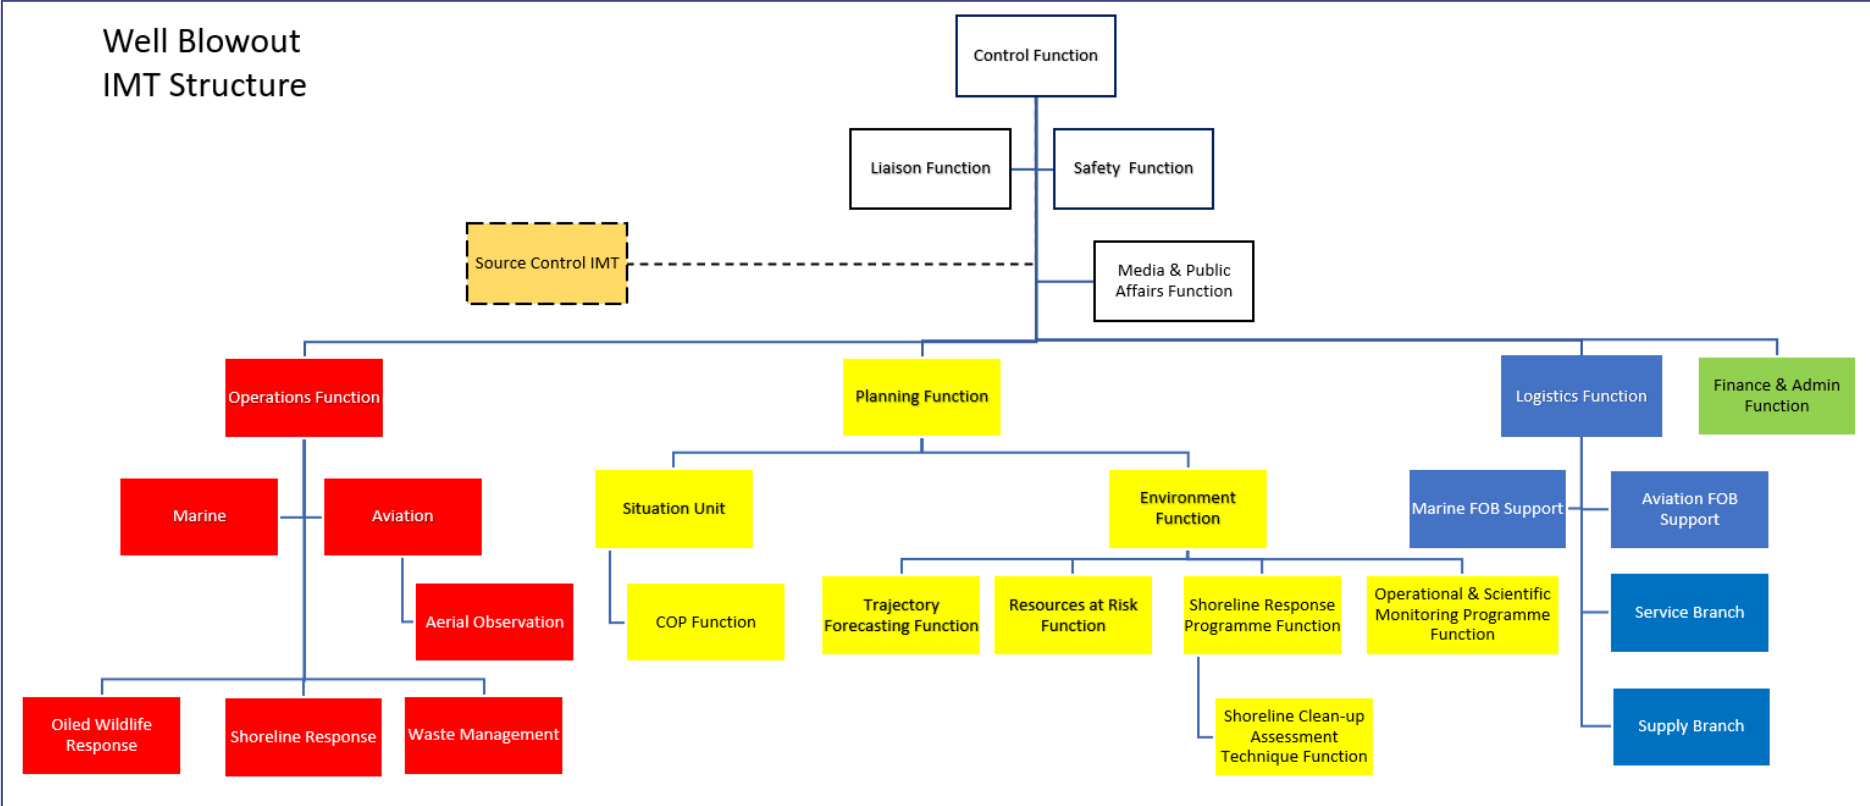 Well Blowout
IMT Structure
Control Function
Liaison Function
Safety Function
Source Control IMT
Media & Public
Affairs Function
Operations Function
Planning Function
Logistics Function
Finance & Admin
Function
Marine
Aviation
Situation Unit
Environment
Function
Marine FOB Support
Aviation FOB
Support
Aerial Observation
COP Function
Trajectory
Forecasting Function
Resources at Risk
Function
Shoreline Response
Programme Function
Operational & Scientific
Monitoring Programme
Function
Service Branch
Oiled Wildlife
Response
Shoreline Response
Waste Management
Shoreline Clean-up
Assessment
Technique Function
Supply Branch